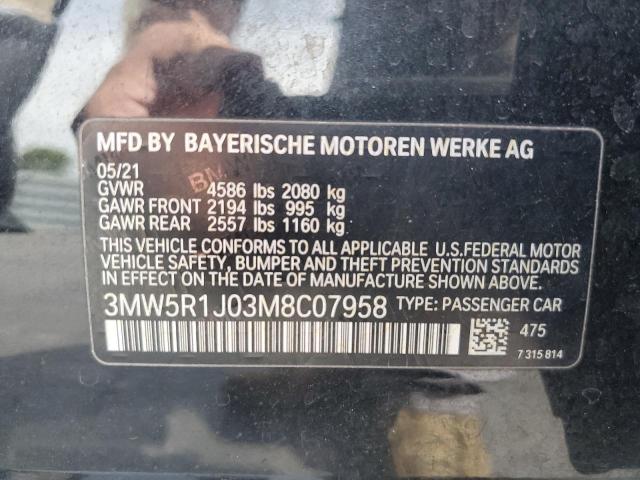 MFD BY BAYERISCHE MOTOREN WERKE AG
05/21
GVWR 4586 lbs 2080 kg
GAWR FRONT 2194 lbs 995 kg
GAWR REAR 2557 lbs 1160 kg
THIS VEHICLE CONFORMS TO ALL APPLICABLE U.S.FEDERAL MOTOR
VEHICLE SAFETY, BUMPER AND THEFT PREVENTION STANDARDS
IN EFFECT ON THE DATE OF MANUFACTURE SHOWN ABOVE.
3MW5R1J03M8C07958 TYPE: PASSENGER CAR
475
7 315 814